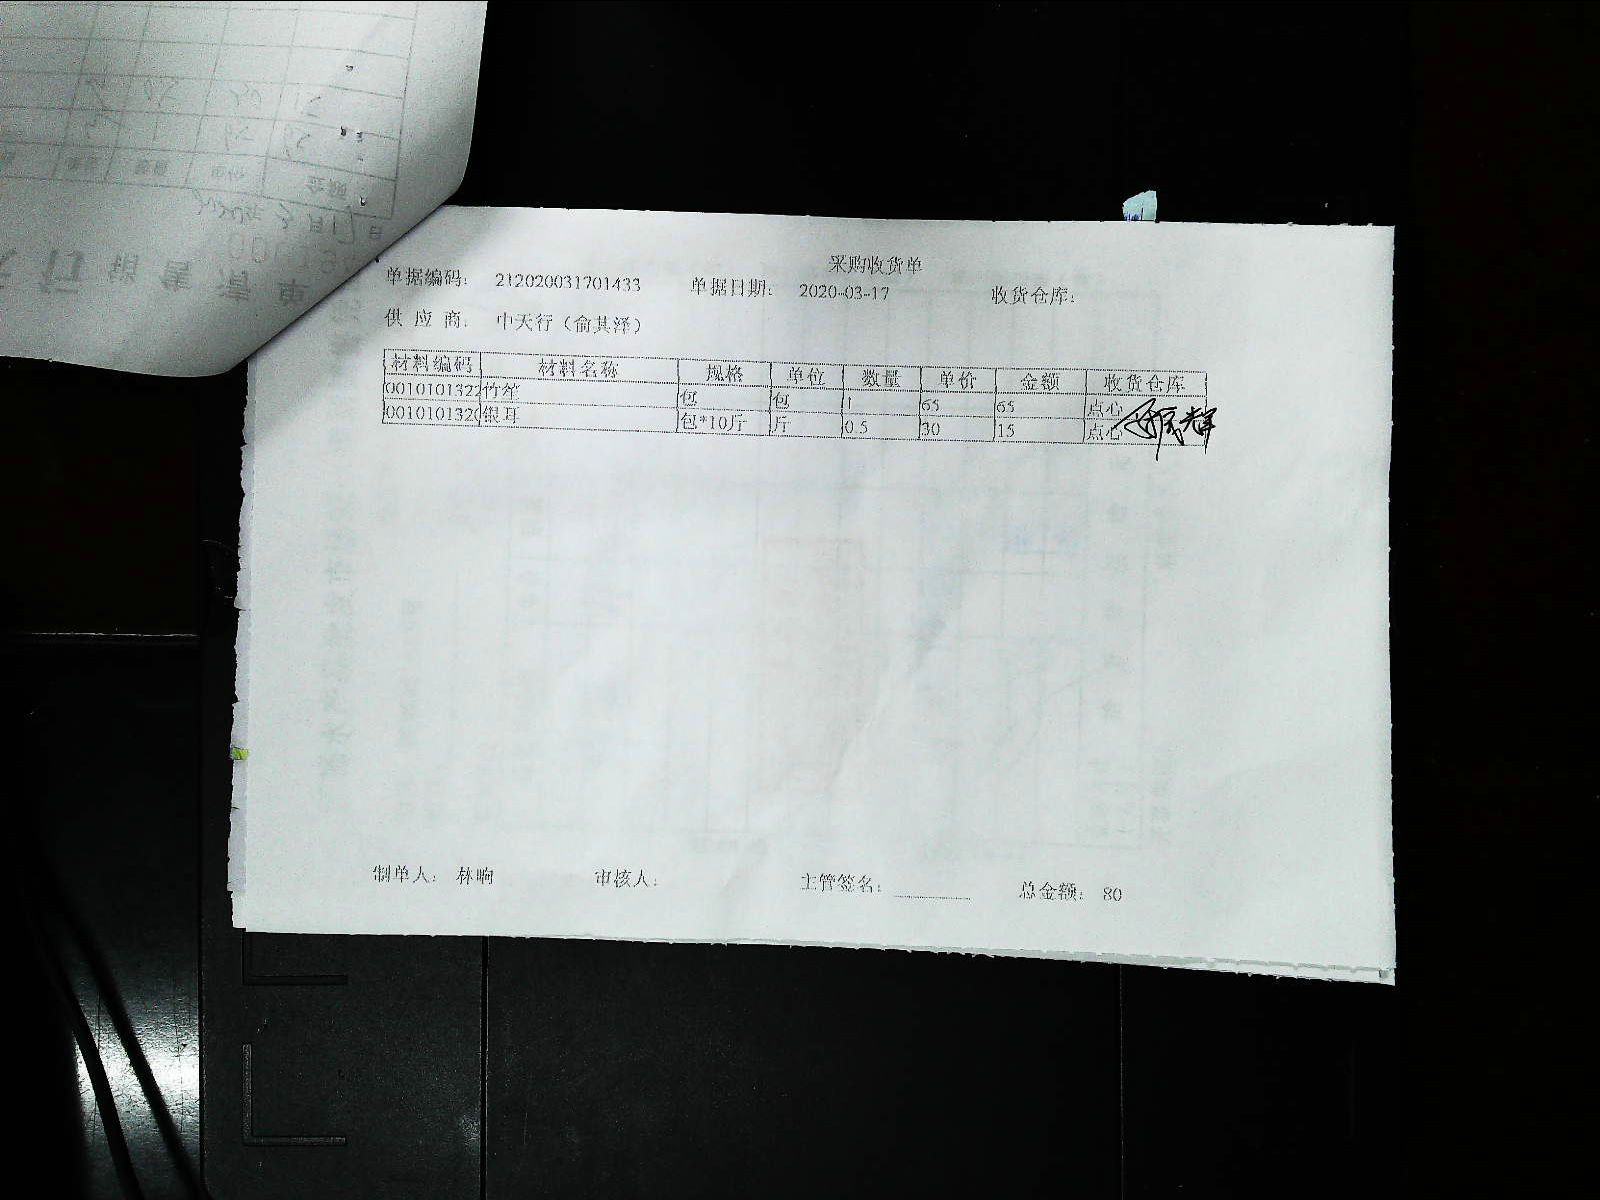 采购收货单
单据编码: 212020031701433 单据日期: 2020-03-17 收货仓库:
供 应 商: 中天行（俞其泽）
材料编码 材料名称 规格 单位 数量 单价 金额 收货仓库
0010101322 竹笙 包 包 1 65 65 点心
0010101320 银耳 包*10斤 斤 0.5 30 15 点心
制单人: 林晌 审核人: 主管签名: 总金额: 80